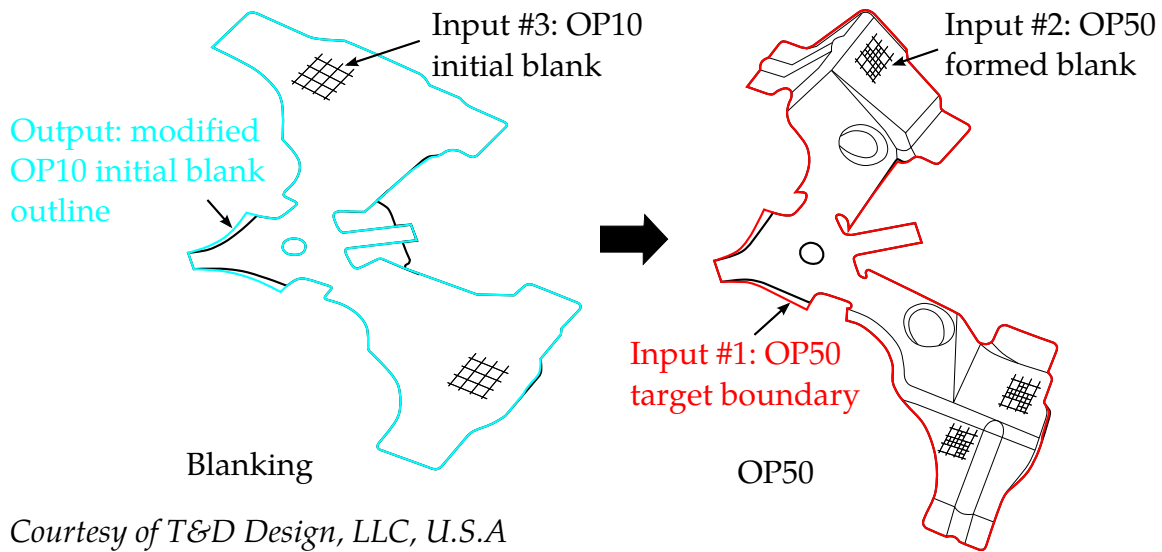 Input #3: OP10
initial blank
Input #2: OP50
formed blank
Output: modified
OP10 initial blank
outline
Input #1: OP50
target boundary
Blanking
OP50
Courtesy of T&D Design, LLC, U.S.A